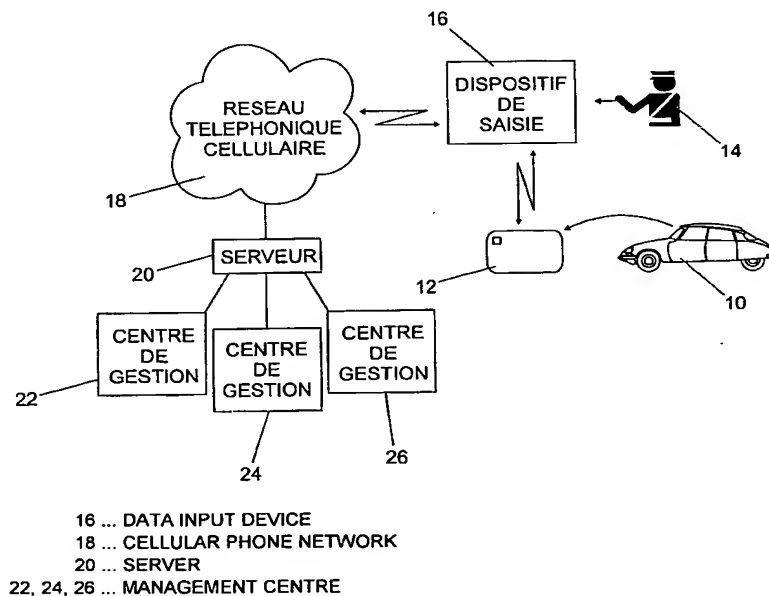 16
DISPOSITIF
DE
SAISIE
14
RESEAU
TELEPHONIQUE
CELLULAIRE
18
12
10
20
SERVEUR
CENTRE
DE
GESTION
22
CENTRE
DE
GESTION
24
CENTRE
DE
GESTION
26
16 ... DATA INPUT DEVICE
18 ... CELLULAR PHONE NETWORK
20 ... SERVER
22, 24, 26 ... MANAGEMENT CENTRE